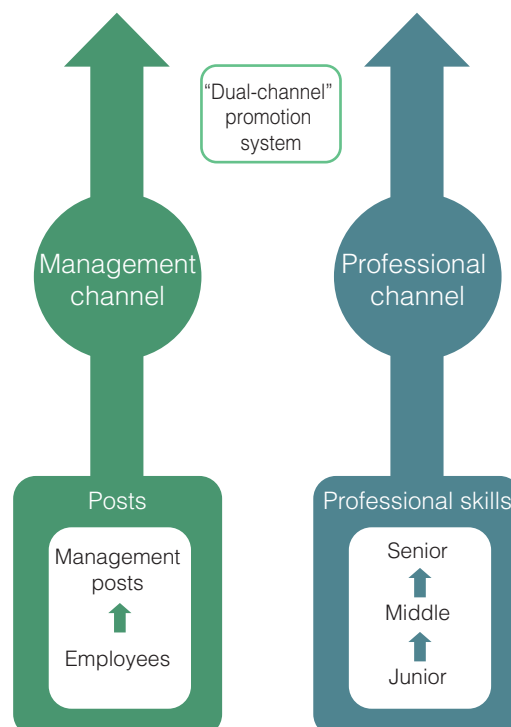 “Dual-channel”
promotion
system
Management
channel
Professional
channel
Posts
Management
posts
Employees
Professional skills
Senior
Middle
Junior